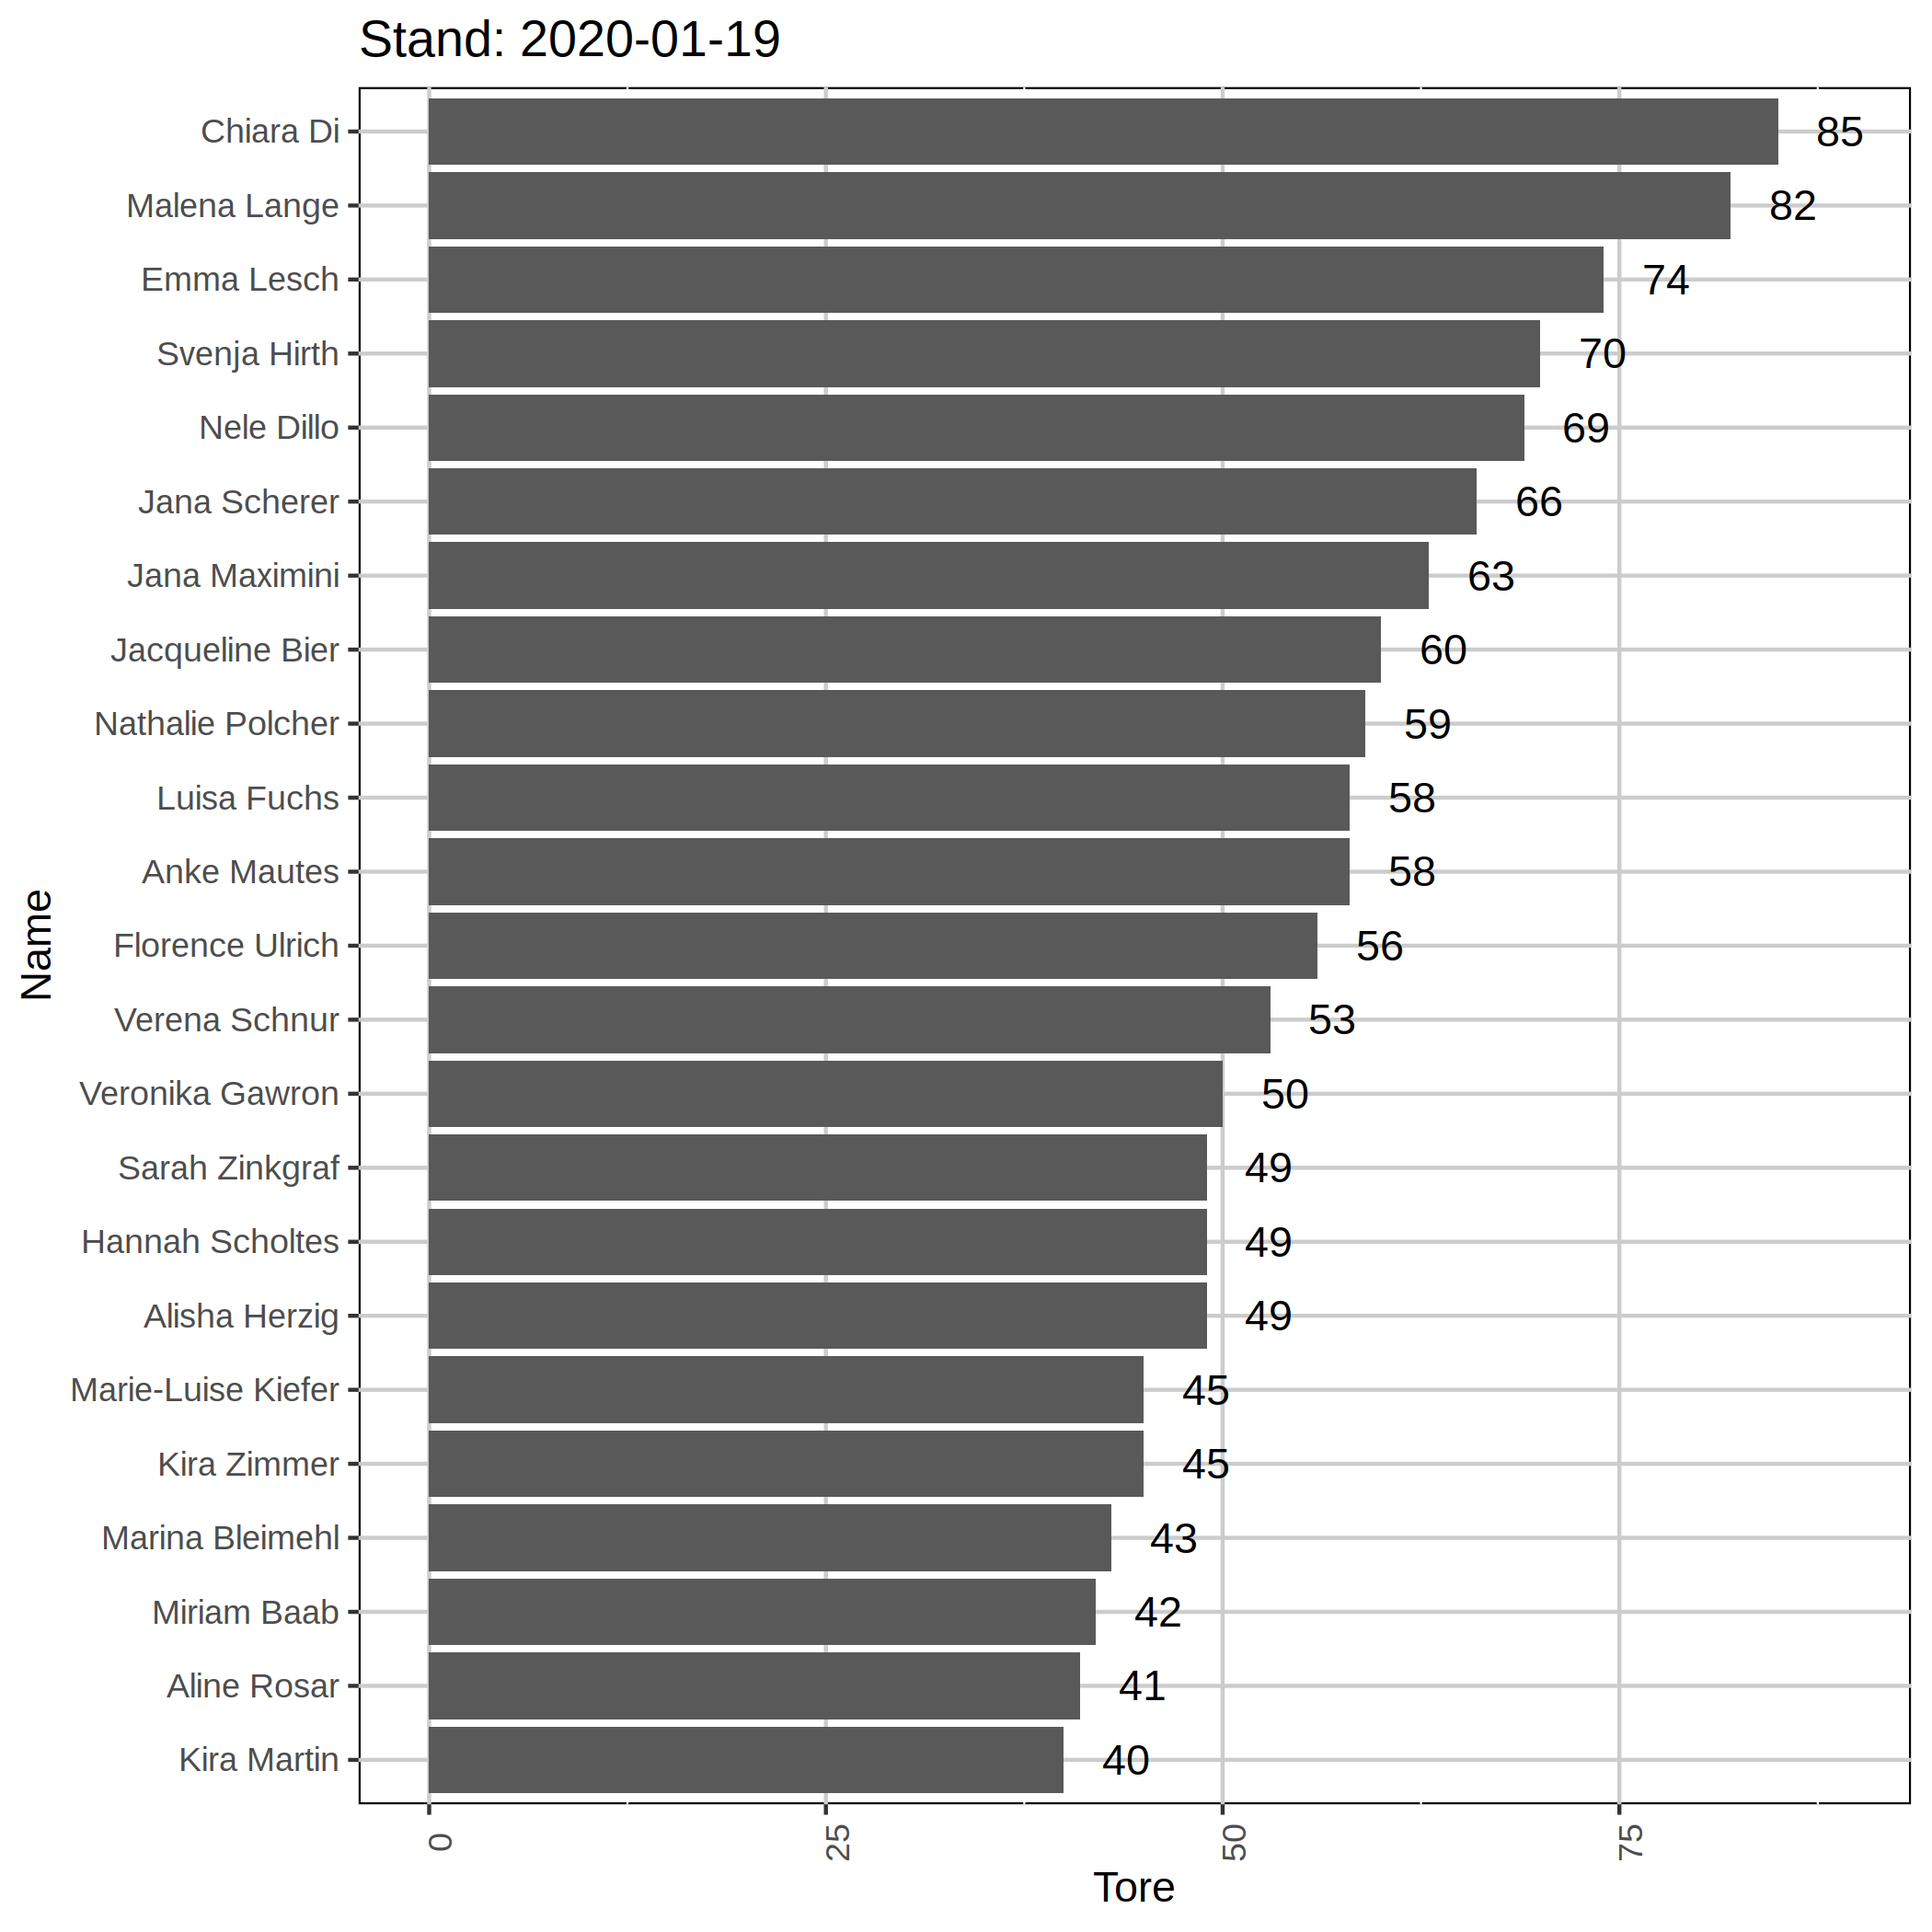 Stand: 2020-01-19
Chiara Di 85
Malena Lange 82
Emma Lesch 74
Svenja Hirth 70
Nele Dillo 69
Jana Scherer 66
Jana Maximini 63
Jacqueline Bier 60
Nathalie Polcher 59
Luisa Fuchs 58
Anke Mautes 58
Florence Ulrich 56
Verena Schnur 53
Veronika Gawron 50
Sarah Zinkgraf 49
Hannah Scholtes 49
Alisha Herzig 49
Marie-Luise Kiefer 45
Kira Zimmer 45
Marina Bleimehl 43
Miriam Baab 42
Aline Rosar 41
Kira Martin 40
Name
0 25 50 75
Tore